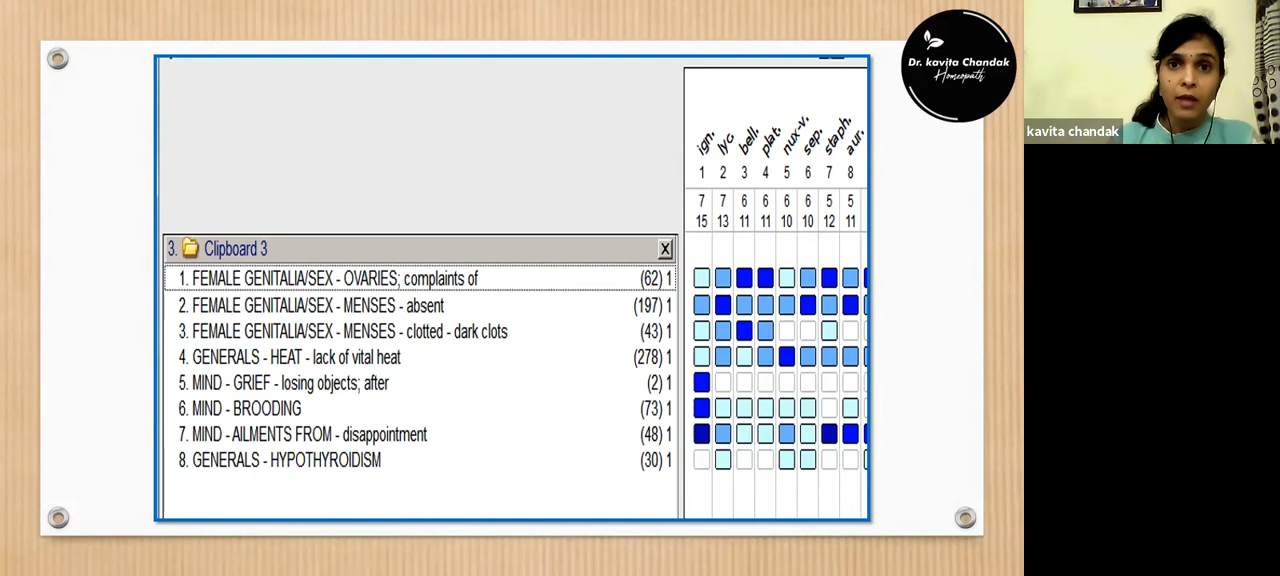 Dr. kavita Chandak
Homeopath
kavita chandak
ign. lyc bell. plat. nux-v. sep. staph. aur.
1 2 3 4 5 6 7 8
7 7 6 6 6 6 5 5
15 13 11 11 10 10 12 11
3. Clipboard 3 X
1. FEMALE GENITALIA/SEX - OVARIES; complaints of (62) 1
2. FEMALE GENITALIA/SEX - MENSES - absent (197) 1
3. FEMALE GENITALIA/SEX - MENSES - clotted - dark clots (43) 1
4. GENERALS - HEAT - lack of vital heat (278) 1
5. MIND - GRIEF - losing objects; after (2) 1
6. MIND - BROODING (73) 1
7. MIND - AILMENTS FROM - disappointment (48) 1
8. GENERALS - HYPOTHYROIDISM (30) 1